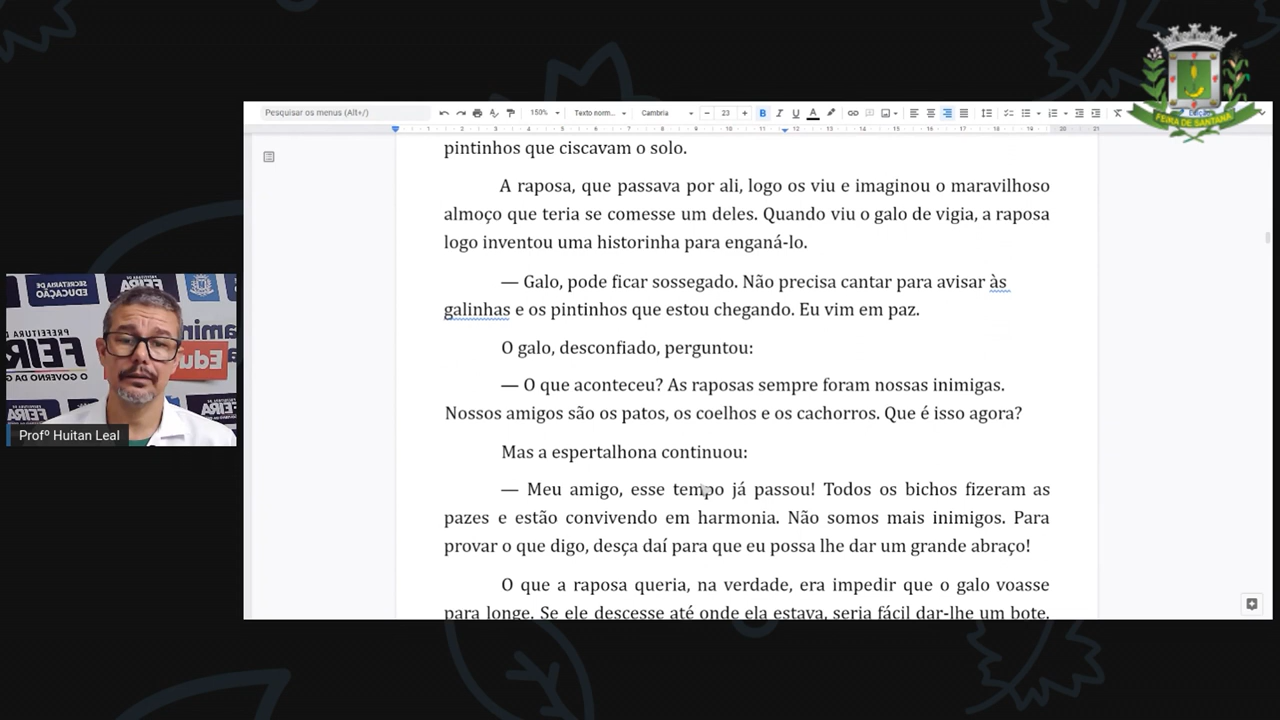 FEIRA DE SANTANA
Pesquisar os menus (Alt+/)
150%
Texto norm...
Cambria
23
pintinhos que ciscavam o solo.
A raposa, que passava por ali, logo os viu e imaginou o maravilhoso
almoço que teria se comesse um deles. Quando viu o galo de vigia, a raposa
logo inventou uma historinha para enganá-lo.
— Galo, pode ficar sossegado. Não precisa cantar para avisar às
galinhas e os pintinhos que estou chegando. Eu vim em paz.
O galo, desconfiado, perguntou:
— O que aconteceu? As raposas sempre foram nossas inimigas.
Nossos amigos são os patos, os coelhos e os cachorros. Que é isso agora?
Mas a espertalhona continuou:
— Meu amigo, esse tempo já passou! Todos os bichos fizeram as
pazes e estão convivendo em harmonia. Não somos mais inimigos. Para
provar o que digo, desça daí para que eu possa lhe dar um grande abraço!
O que a raposa queria, na verdade, era impedir que o galo voasse
para longe. Se ele descesse até onde ela estava, seria fácil dar-lhe um bote.
SECRETARIA DE
EDUCAÇÃO
PREFEITURA
FEIRA
O GOVERNO DA
Profº Huitan Leal